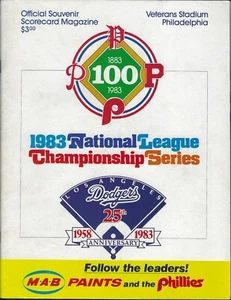 Official Souvenir
Scorecard Magazine
$3.00
Veterans Stadium
Philadelphia
1883
P
P 100 P
1983
P
1983 National League
Championship Series
LOS ANGELES
Dodgers
25th
1958 1983
ANNIVERSARY
Follow the leaders!
M·A·B PAINTS and the Phillies